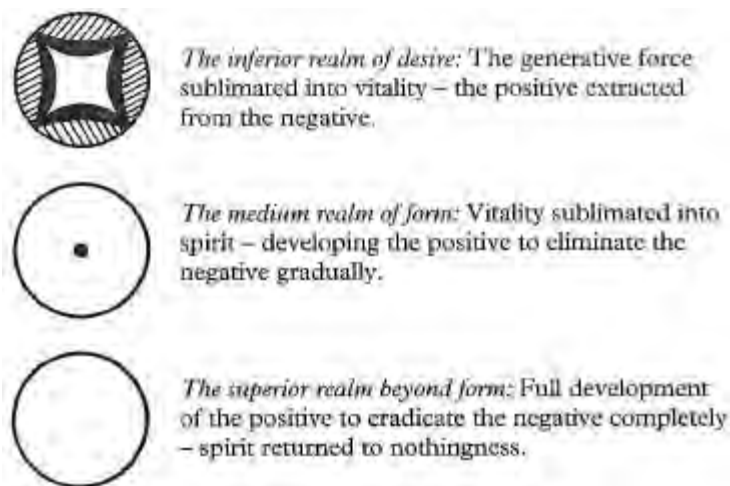 The inferior realm of desire: The generative force
sublimated into vitality – the positive extracted
from the negative.
The medium realm of form: Vitality sublimated into
spirit – developing the positive to eliminate the
negative gradually.
The superior realm beyond form: Full development
of the positive to eradicate the negative completely
– spirit returned to nothingness.